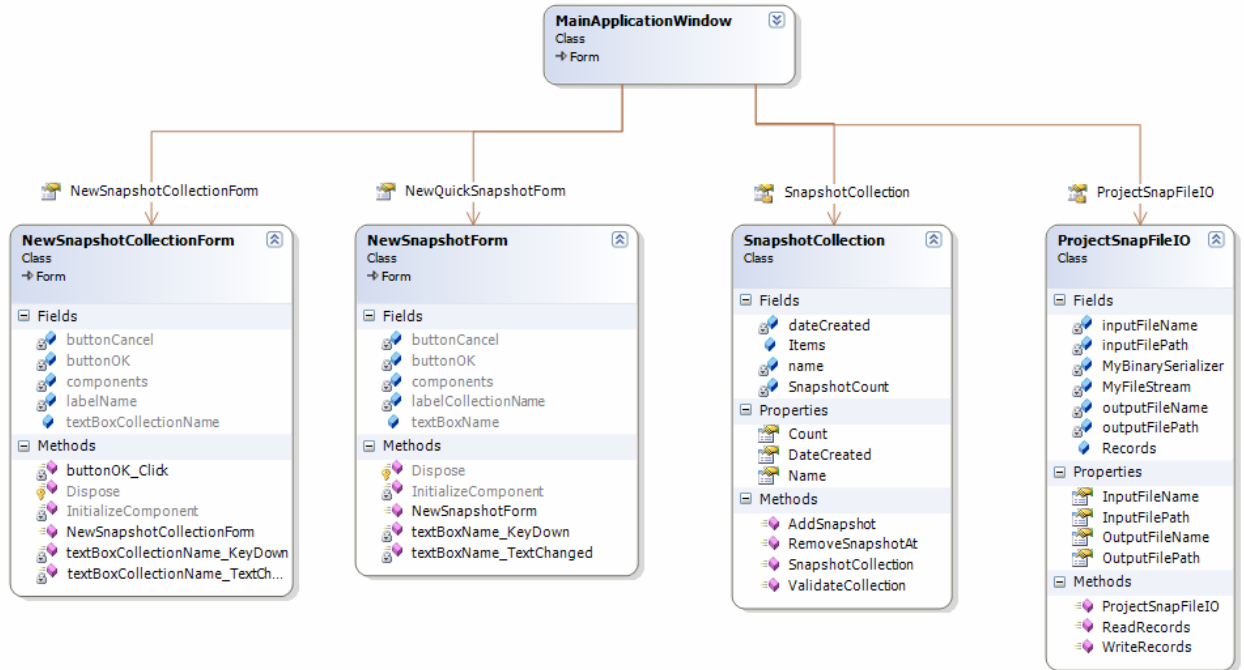 MainApplicationWindow
Class
Form
NewSnapshotCollectionForm
NewQuickSnapshotForm
SnapshotCollection
ProjectSnapFileIO
NewSnapshotCollectionForm
Class
Form
Fields
buttonCancel
buttonOK
components
labelName
textBoxCollectionName
Methods
buttonOK_Click
Dispose
InitializeComponent
NewSnapshotCollectionForm
textBoxCollectionName_KeyDown
textBoxCollectionName_TextCh...
NewSnapshotForm
Class
Form
Fields
buttonCancel
buttonOK
components
labelCollectionName
textBoxName
Methods
Dispose
InitializeComponent
NewSnapshotForm
textBoxName_KeyDown
textBoxName_TextChanged
SnapshotCollection
Class
Fields
dateCreated
Items
name
SnapshotCount
Properties
Count
DateCreated
Name
Methods
AddSnapshot
RemoveSnapshotAt
SnapshotCollection
ValidateCollection
ProjectSnapFileIO
Class
Fields
inputFileName
inputFilePath
MyBinarySerializer
MyFileStream
outputFileName
outputFilePath
Records
Properties
InputFileName
InputFilePath
OutputFileName
OutputFilePath
Methods
ProjectSnapFileIO
ReadRecords
WriteRecords